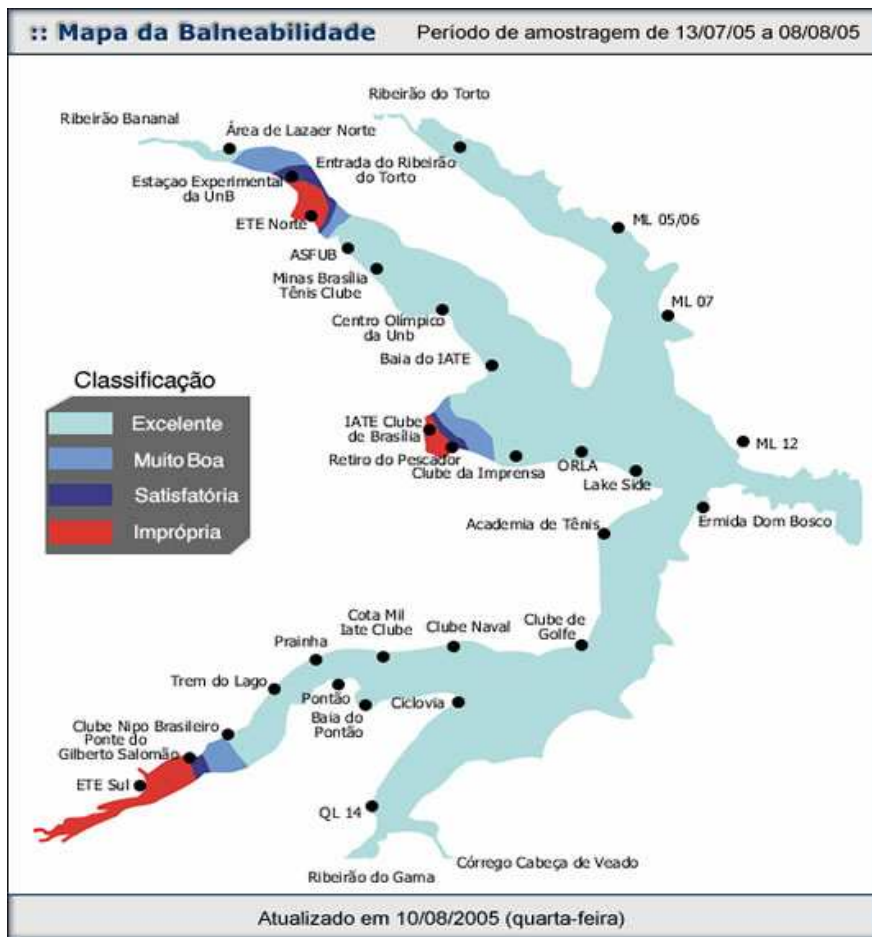 :: Mapa da Balneabilidade
Período de amostragem de 13/07/05 a 08/08/05
Ribeirão do Torto
Ribeirão Bananal
Área de Lazaer Norte
Entrada do Ribeirão
do Torto
Estaçao Experimental
da UnB
ETE Norte
ML 05/06
ASFUB
Minas Brasília
Tênis Clube
ML 07
Centro Olímpico
da Unb
Baia do IATE
Classificação
Excelente
Muito Boa
Satisfatória
Imprópria
IATE Clube
de Brasília
Retiro do Pescador
Clube da Imprensa
ORLA
Lake Side
ML 12
Academia de Tênis
Ermida Dom Bosco
Cota Mil
Iate Clube
Clube Naval
Clube de
Golfe
Prainha
Trem do Lago
Pontão
Baia do
Pontão
Ciclovia
Clube Nipo Brasileiro
Ponte do
Gilberto Salomão
ETE Sul
QL 14
Córrego Cabeça de Veado
Ribeirão do Gama
Atualizado em 10/08/2005 (quarta-feira)